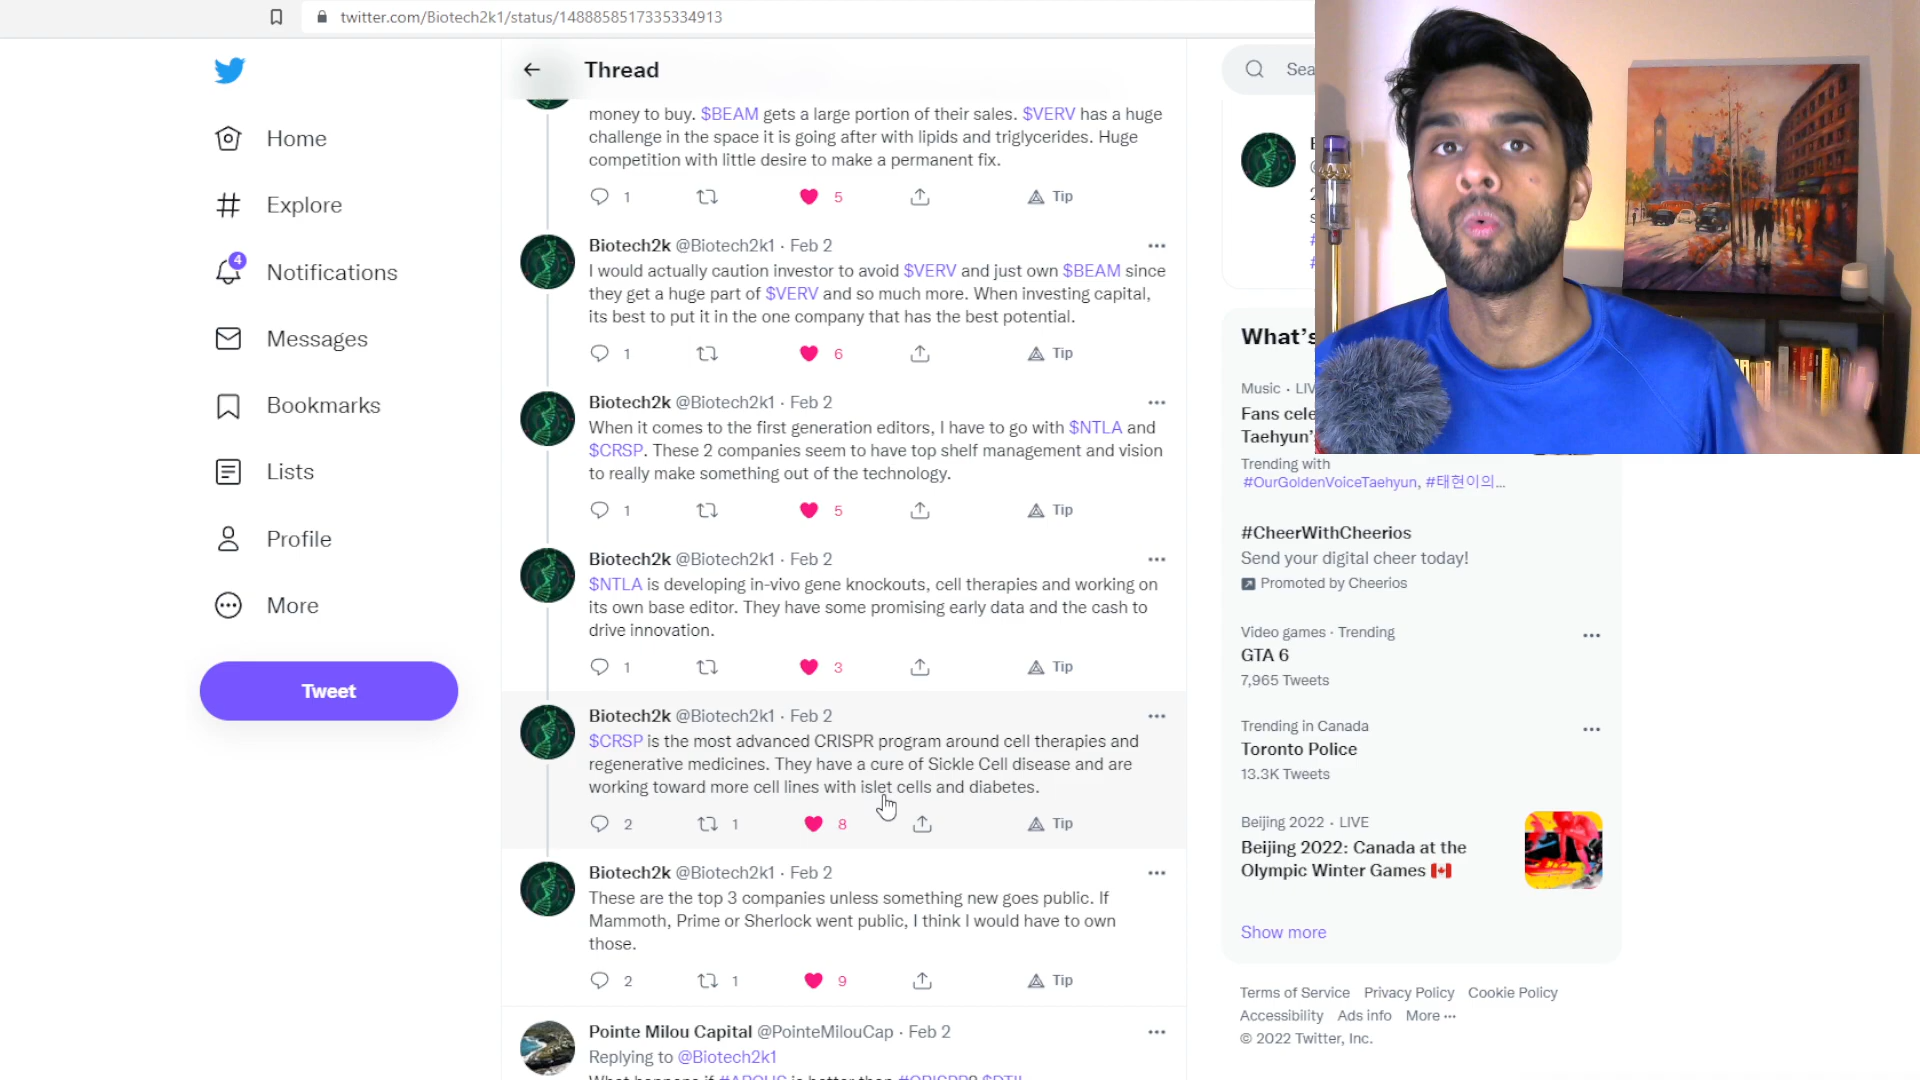 twitter.com/Biotech2k1/status/1488858517335334913
Home
Explore
4
Notifications
Messages
Bookmarks
Lists
Profile
More
Tweet
Thread
money to buy. $BEAM gets a large portion of their sales. $VERV has a huge
challenge in the space it is going after with lipids and triglycerides. Huge
competition with little desire to make a permanent fix.
1 5 Tip
Biotech2k @Biotech2k1 · Feb 2
I would actually caution investor to avoid $VERV and just own $BEAM since
they get a huge part of $VERV and so much more. When investing capital,
its best to put it in the one company that has the best potential.
1 6 Tip
Biotech2k @Biotech2k1 · Feb 2
When it comes to the first generation editors, I have to go with $NTLA and
$CRSP. These 2 companies seem to have top shelf management and vision
to really make something out of the technology.
1 5 Tip
Biotech2k @Biotech2k1 · Feb 2
$NTLA is developing in-vivo gene knockouts, cell therapies and working on
its own base editor. They have some promising early data and the cash to
drive innovation.
1 3 Tip
Biotech2k @Biotech2k1 · Feb 2
$CRSP is the most advanced CRISPR program around cell therapies and
regenerative medicines. They have a cure of Sickle Cell disease and are
working toward more cell lines with islet cells and diabetes.
2 1 8 Tip
Biotech2k @Biotech2k1 · Feb 2
These are the top 3 companies unless something new goes public. If
Mammoth, Prime or Sherlock went public, I think I would have to own
those.
2 1 9 Tip
Pointe Milou Capital @PointeMilouCap · Feb 2
Replying to @Biotech2k1
What happens if #ARCUS is better than #CRISPR? $DTIL
Sea
What's
Music · LIV
Fans cele
Taehyun'
Trending with
#OurGoldenVoiceTaehyun, #태현이의...
#CheerWithCheerios
Send your digital cheer today!
Promoted by Cheerios
Video games · Trending
GTA 6
7,965 Tweets
Trending in Canada
Toronto Police
13.3K Tweets
Beijing 2022 · LIVE
Beijing 2022: Canada at the
Olympic Winter Games
Show more
Terms of Service Privacy Policy Cookie Policy
Accessibility Ads info More ···
© 2022 Twitter, Inc.